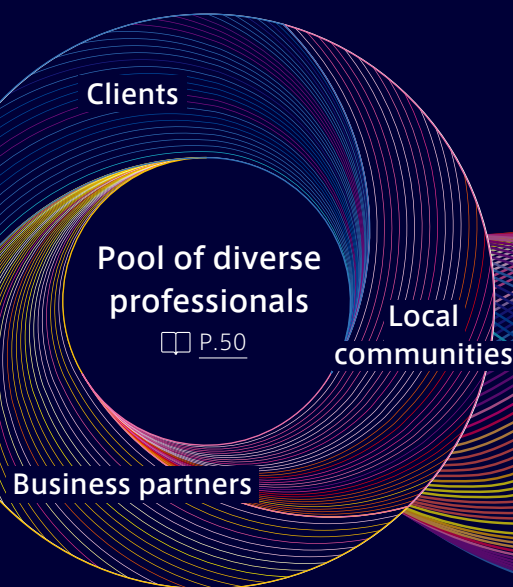 Clients
Pool of diverse
professionals
P.50
Local
communities
Business partners